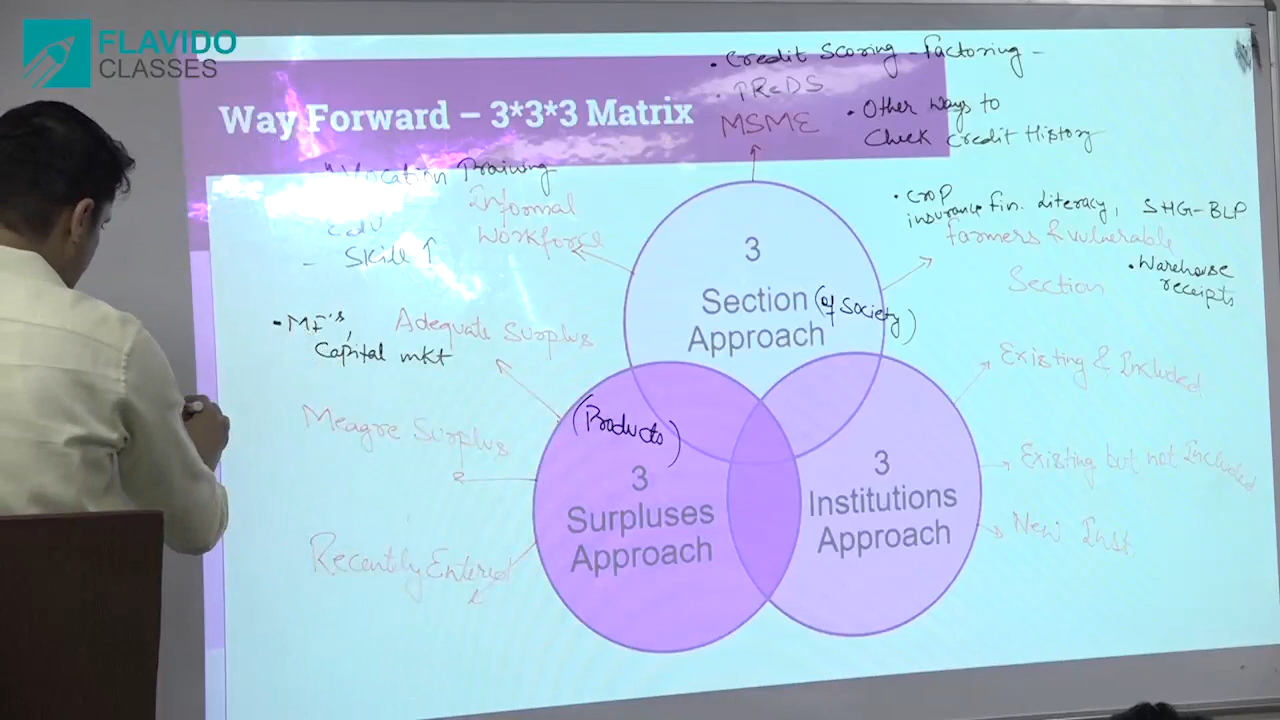 FLAVIDO
CLASSES
Way Forward – 3*3*3 Matrix
• Credit Scoring - Factoring -
• TReDS
MSME
• Other ways to
Check Credit History
Vocation Training
Informal
Workforce
edu
- Skill ↑
• Crop
insurance fin. literacy, SHG-BLP
farmers & vulnerable
Section
• Warehouse
receipts
3
Section (of Society)
Approach
- MF's,
Capital mkt
Adequate Surplus
Meagre Surplus
Recently Entered
(Products)
3
Surpluses
Approach
3
Institutions
Approach
Existing & Included
Existing but not Included
New Inst.